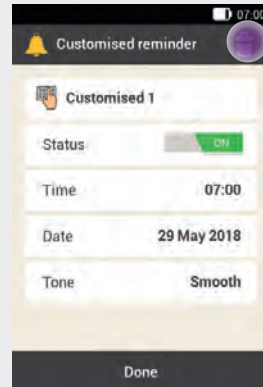 07:00
Customised reminder
Customised 1
Status ON
Time 07:00
Date 29 May 2018
Tone Smooth
Done